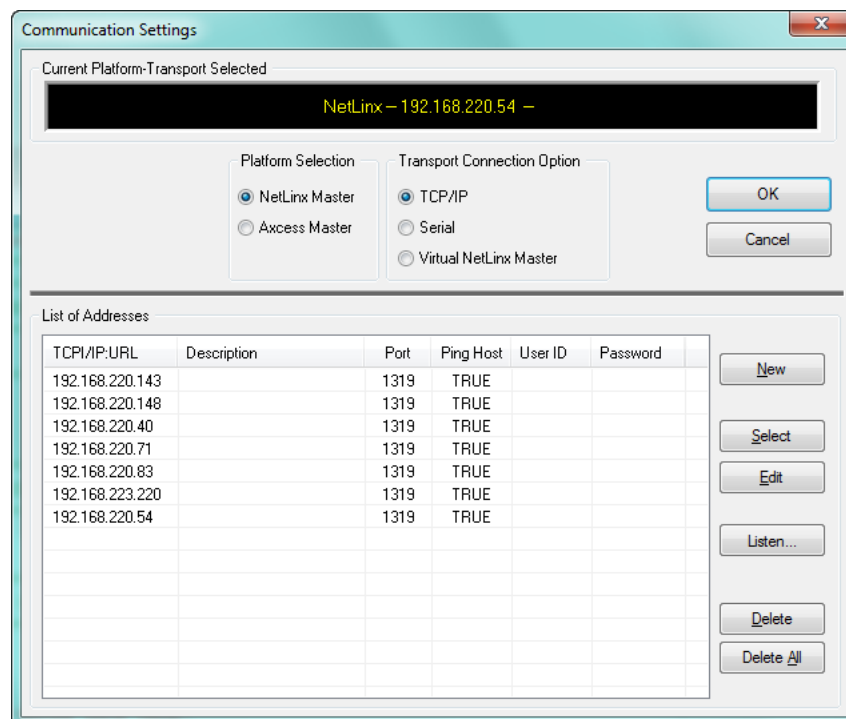 Communication Settings
Current Platform-Transport Selected
NetLinx – 192.168.220.54 –
Platform Selection
NetLinx Master
Axcess Master
Transport Connection Option
TCP/IP
Serial
Virtual NetLinx Master
OK
Cancel
List of Addresses
TCPI/IP:URL Description Port Ping Host User ID Password
192.168.220.143 1319 TRUE
192.168.220.148 1319 TRUE
192.168.220.40 1319 TRUE
192.168.220.71 1319 TRUE
192.168.220.83 1319 TRUE
192.168.223.220 1319 TRUE
192.168.220.54 1319 TRUE
New
Select
Edit
Listen...
Delete
Delete All